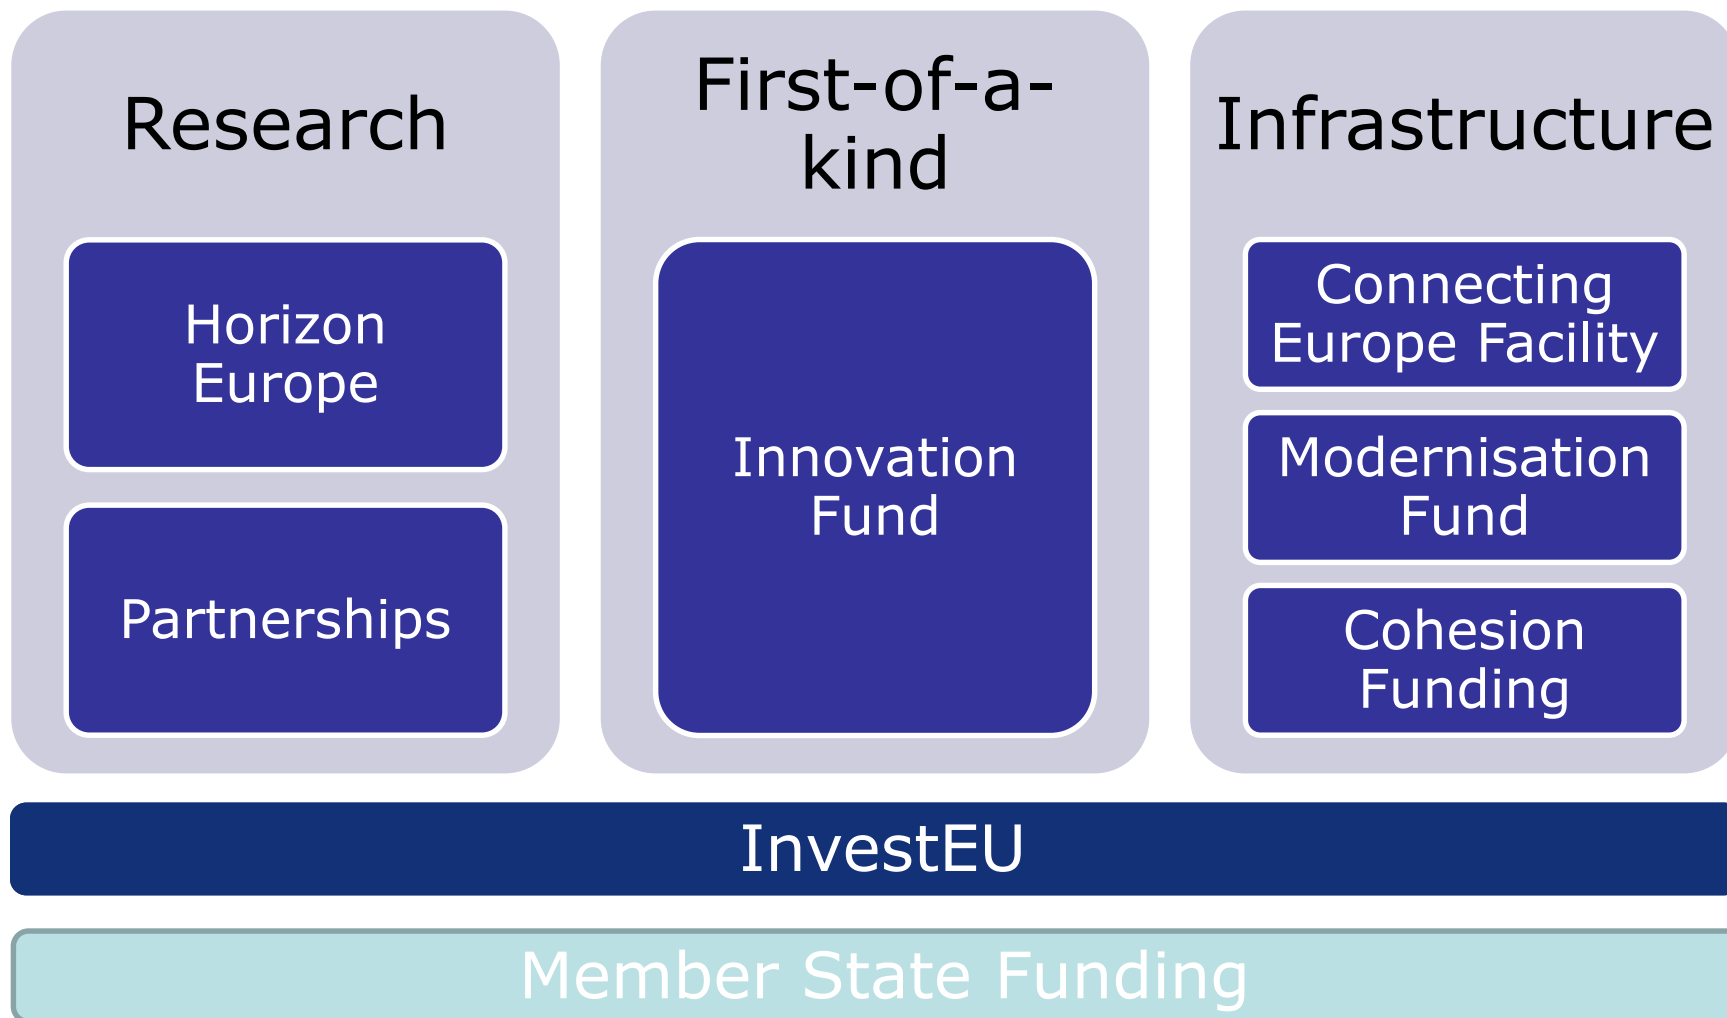 Research
Horizon
Europe
Partnerships
First-of-a-
kind
Innovation
Fund
Infrastructure
Connecting
Europe Facility
Modernisation
Fund
Cohesion
Funding
InvestEU
Member State Funding